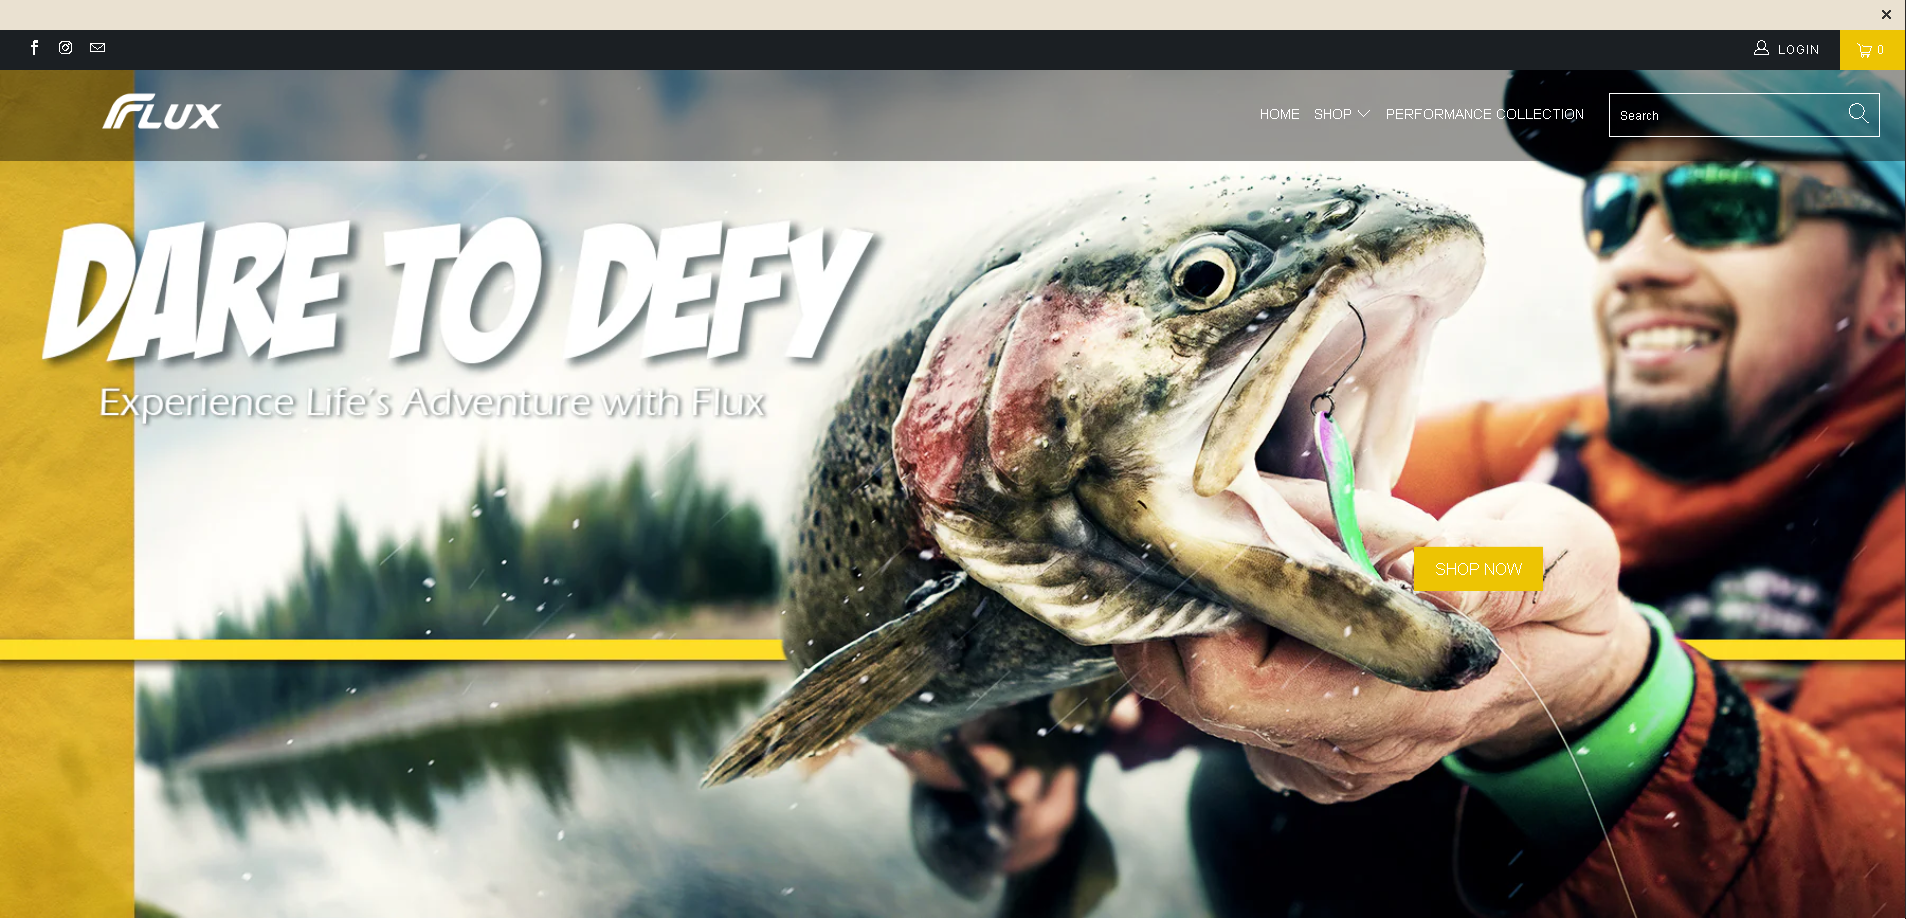 LOGIN
0
FLUX
HOME
SHOP
PERFORMANCE COLLECTION
Search
DARE TO DEFY
Experience Life's Adventure with Flux
SHOP NOW